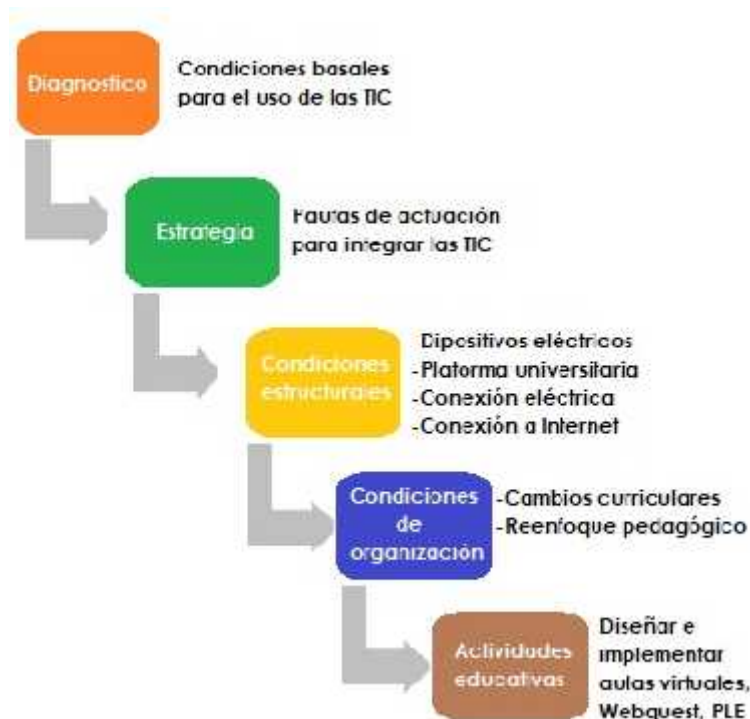 Diagnostico
Condiciones basales
para el uso de las TIC
Estrategia
Pautas de actuación
para integrar las TIC
Condiciones
estructurales
Dipositivos eléctricos
-Plataforma universitaria
-Conexión eléctrica
-Conexión a Internet
Condiciones
de
organización
-Cambios curriculares
-Reenfoque pedagógico
Actividades
educativas
Diseñar e
implementar
aulas virtuales,
Webquest, PLE